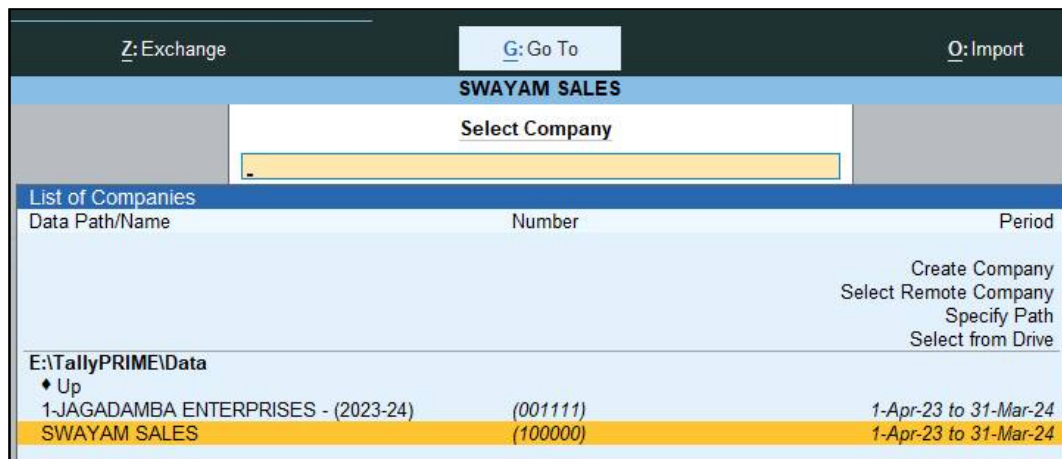 Z: Exchange G: Go To O: Import
SWAYAM SALES
Select Company
List of Companies
Data Path/Name Number Period
Create Company
Select Remote Company
Specify Path
Select from Drive
E:\TallyPRIME\Data
♦ Up
1-JAGADAMBA ENTERPRISES - (2023-24) (001111) 1-Apr-23 to 31-Mar-24
SWAYAM SALES (100000) 1-Apr-23 to 31-Mar-24